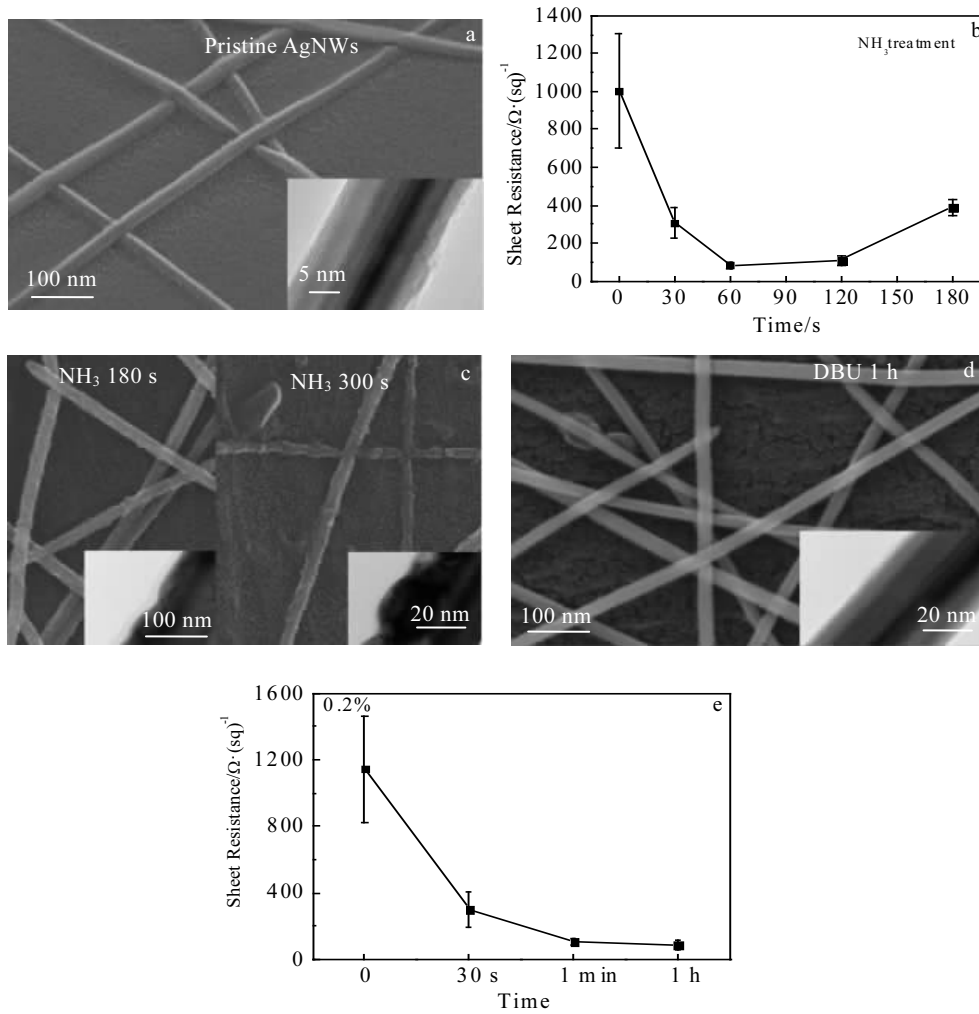 a
Pristine AgNWs
100 nm
5 nm
b
NH₃treatment
1400
1200
1000
800
600
400
200
0
Sheet Resistance/Ω·(sq)⁻¹
0 30 60 90 120 150 180
Time/s
NH₃ 180 s
NH₃ 300 s
c
100 nm
20 nm
DBU 1 h
d
100 nm
20 nm
0.2%
e
1600
1200
800
400
0
Sheet Resistance/Ω·(sq)⁻¹
0 30 s 1 min 1 h
Time